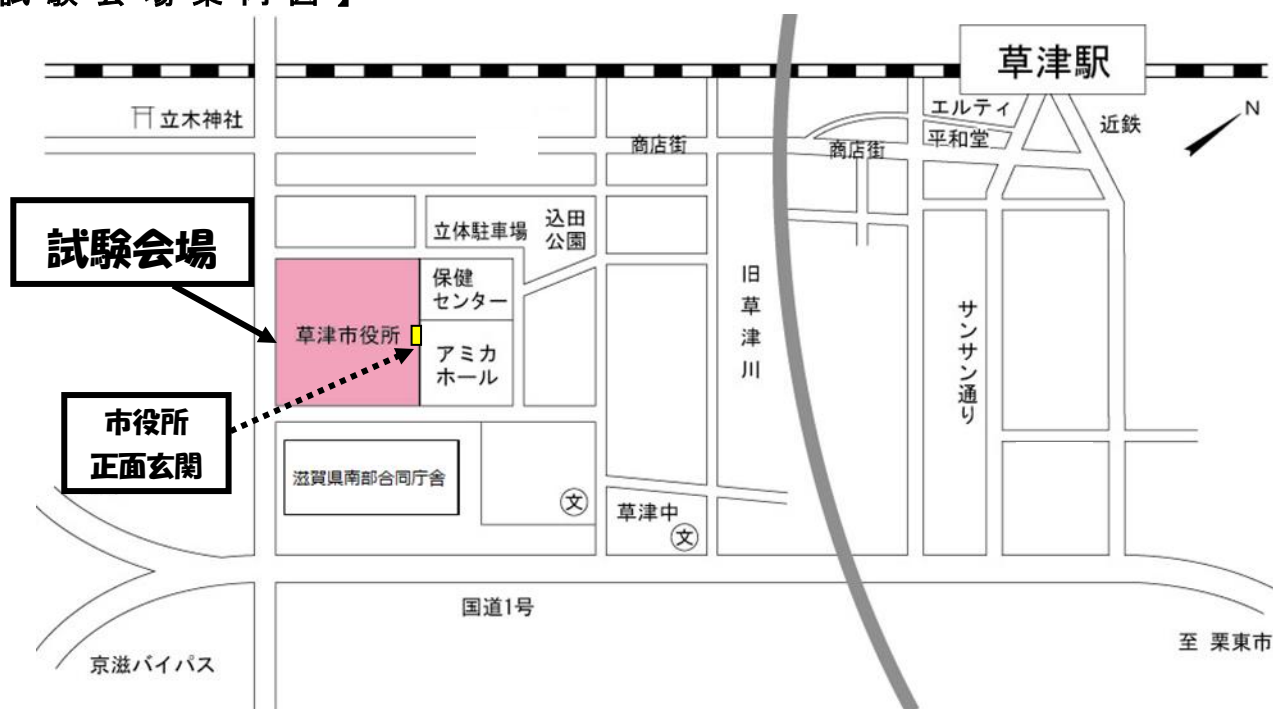 試験会場案内図】
草津駅
エルティ
近鉄
N
立木神社
平和堂
商店街
商店街
試験会場
立体駐車場
込田
公園
保健
センター
旧草津川
サンサン通り
草津市役所
アミカ
ホール
市役所
正面玄関
滋賀県南部合同庁舎
文
草津中
文
国道1号
至 栗東市
京滋バイパス